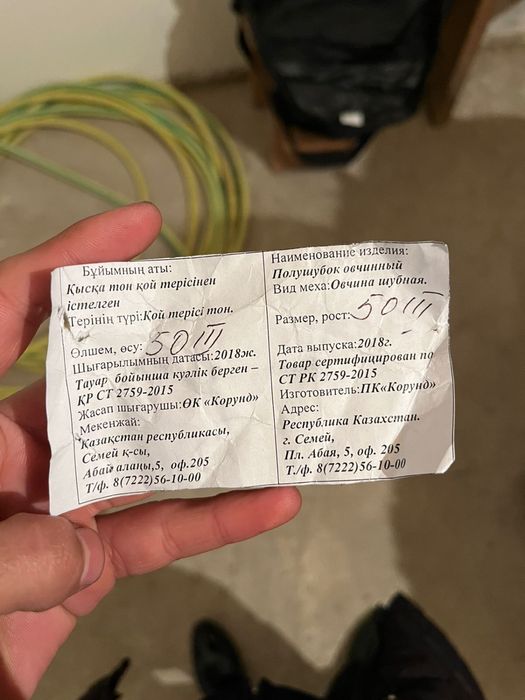 Бұйымның аты:
Қысқа тон қой терісінен
істелген
Терінің түрі:Қой терісі тон.
Өлшем, өсу: 50 III
Шығарылымның датасы:2018ж.
Тауар бойынша куәлік берген –
ҚР СТ 2759-2015
Жасап шығарушы:ӨК «Корунд»
Мекенжай:
Қазақстан республикасы,
Семей қ-сы,
Абай алаңы,5, оф.205
Т/ф. 8(7222)56-10-00
Наименование изделия:
Полушубок овчинный
Вид меха:Овчина шубная.
Размер, рост: 50 III
Дата выпуска:2018г.
Товар сертифицирован по
СТ РК 2759-2015
Изготовитель:ПК«Корунд»
Адрес:
Республика Казахстан.
г. Семей,
Пл. Абая, 5, оф 205
Т./ф. 8(7222)56-10-00